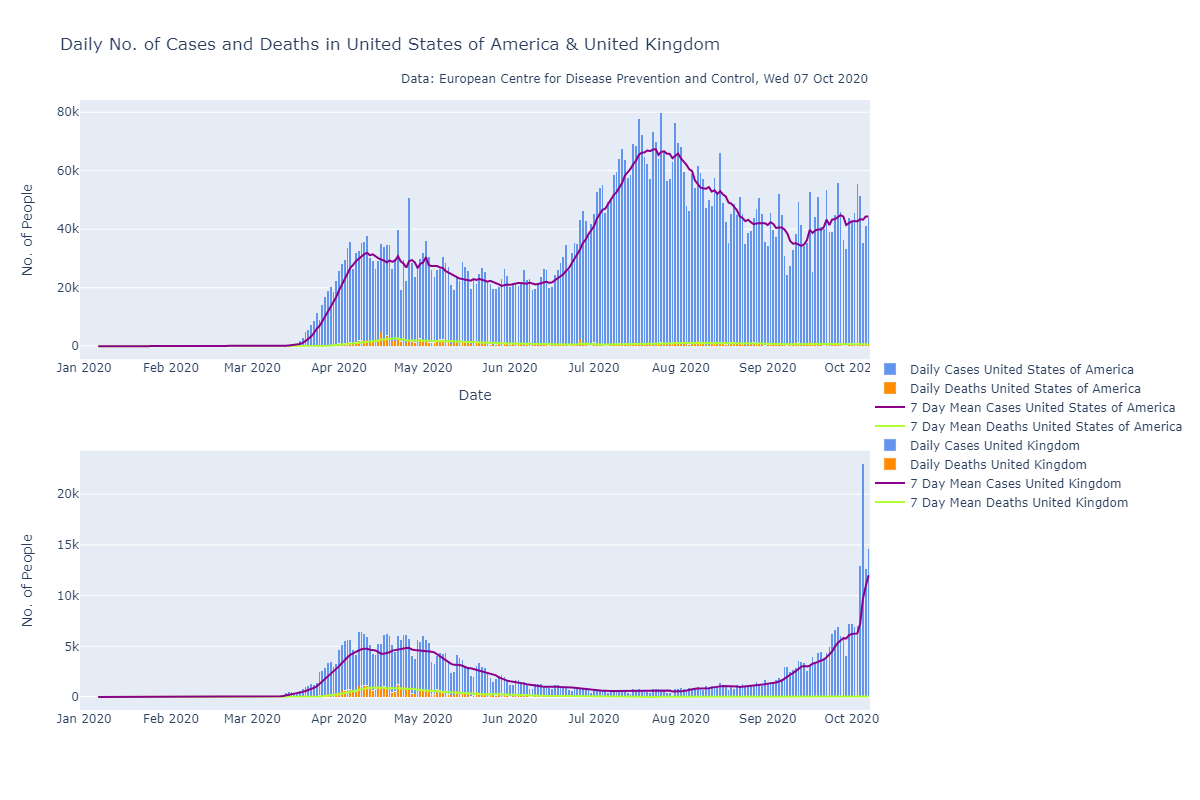 Daily No. of Cases and Deaths in United States of America & United Kingdom
Data: European Centre for Disease Prevention and Control, Wed 07 Oct 2020
80k
60k
40k
20k
0
No. of People
Jan 2020 Feb 2020 Mar 2020 Apr 2020 May 2020 Jun 2020 Jul 2020 Aug 2020 Sep 2020 Oct 202
Date
Daily Cases United States of America
Daily Deaths United States of America
7 Day Mean Cases United States of America
7 Day Mean Deaths United States of America
Daily Cases United Kingdom
Daily Deaths United Kingdom
7 Day Mean Cases United Kingdom
7 Day Mean Deaths United Kingdom
20k
15k
10k
5k
0
No. of People
Jan 2020 Feb 2020 Mar 2020 Apr 2020 May 2020 Jun 2020 Jul 2020 Aug 2020 Sep 2020 Oct 2020